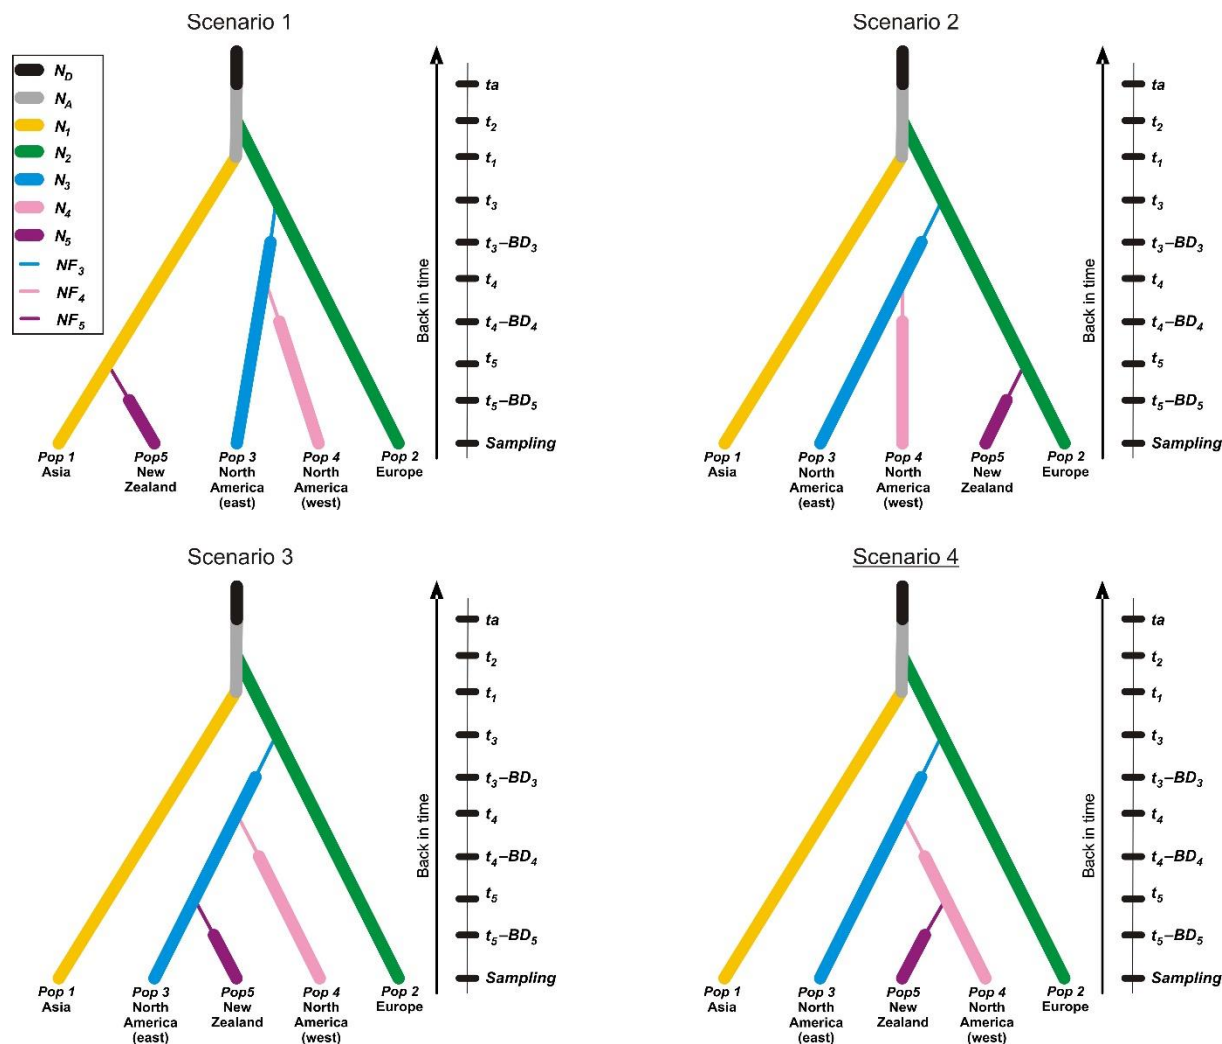 Scenario 1
N_D
N_A
N_1
N_2
N_3
N_4
N_5
NF_3
NF_4
NF_5
Back in time
ta
t_2
t_1
t_3
t_3–BD_3
t_4
t_4–BD_4
t_5
t_5–BD_5
Sampling
Pop 1
Asia
Pop5
New
Zealand
Pop 3
North
America
(east)
Pop 4
North
America
(west)
Pop 2
Europe
Scenario 2
Back in time
ta
t_2
t_1
t_3
t_3–BD_3
t_4
t_4–BD_4
t_5
t_5–BD_5
Sampling
Pop 1
Asia
Pop 3
North
America
(east)
Pop 4
North
America
(west)
Pop5
New
Zealand
Pop 2
Europe
Scenario 3
Back in time
ta
t_2
t_1
t_3
t_3–BD_3
t_4
t_4–BD_4
t_5
t_5–BD_5
Sampling
Pop 1
Asia
Pop 3
North
America
(east)
Pop5
New
Zealand
Pop 4
North
America
(west)
Pop 2
Europe
Scenario 4
Back in time
ta
t_2
t_1
t_3
t_3–BD_3
t_4
t_4–BD_4
t_5
t_5–BD_5
Sampling
Pop 1
Asia
Pop 3
North
America
(east)
Pop5
New
Zealand
Pop 4
North
America
(west)
Pop 2
Europe